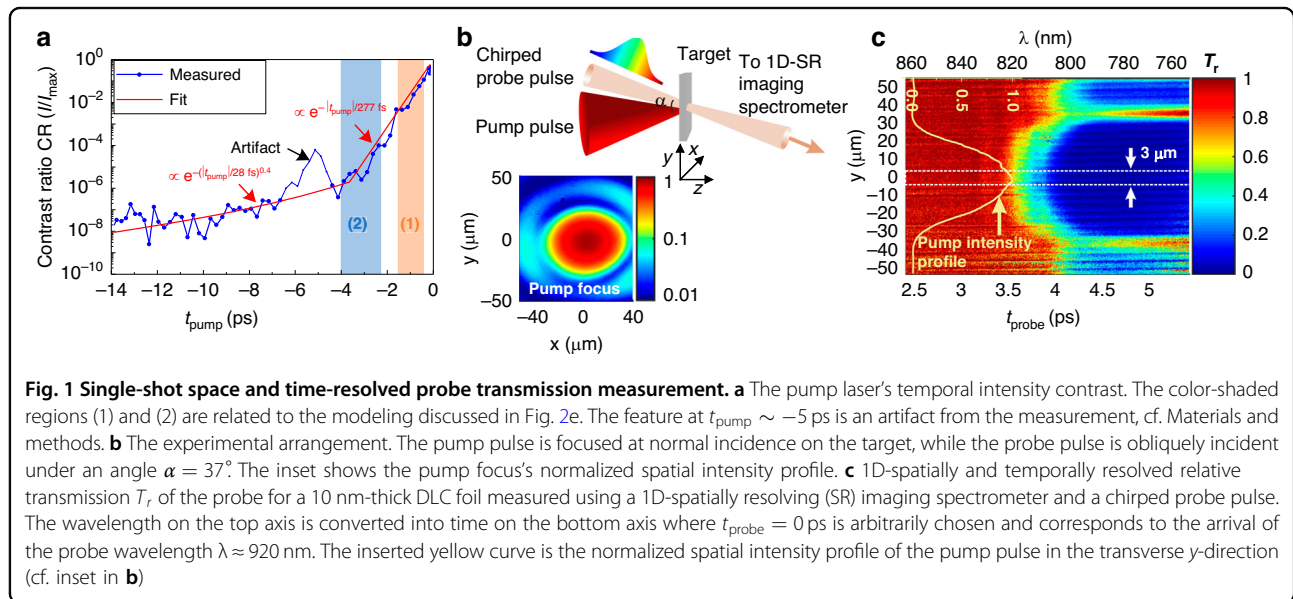 a
Contrast ratio CR (I/Imax)
10^0
10^−2
10^−4
10^−6
10^−8
10^−10
Measured
Fit
∝ e^−|tpump|/277 fs
Artifact
∝ e^−(|tpump|/28 fs)^0.4
(2)
(1)
−14 −12 −10 −8 −6 −4 −2 0
tpump (ps)
b
Chirped
probe pulse
Target
To 1D-SR
imaging
spectrometer
α
Pump pulse
y
x
z
50
0
−50
y (μm)
Pump focus
−40 0 40
x (μm)
1
0.1
0.01
c
λ (nm)
860 840 820 800 780 760
Tr
0.0
0.5
1.0
50
40
30
20
10
0
−10
−20
−30
−50
y (μm)
3 μm
Pump intensity
profile
2.5 3 3.5 4 4.5 5
tprobe (ps)
1
0.8
0.6
0.4
0.2
0
Fig. 1 Single-shot space and time-resolved probe transmission measurement. a The pump laser's temporal intensity contrast. The color-shaded
regions (1) and (2) are related to the modeling discussed in Fig. 2e. The feature at tpump ∼ −5 ps is an artifact from the measurement, cf. Materials and
methods. b The experimental arrangement. The pump pulse is focused at normal incidence on the target, while the probe pulse is obliquely incident
under an angle α = 37°. The inset shows the pump focus's normalized spatial intensity profile. c 1D-spatially and temporally resolved relative
transmission Tr of the probe for a 10 nm-thick DLC foil measured using a 1D-spatially resolving (SR) imaging spectrometer and a chirped probe pulse.
The wavelength on the top axis is converted into time on the bottom axis where tprobe = 0 ps is arbitrarily chosen and corresponds to the arrival of
the probe wavelength λ ≈ 920 nm. The inserted yellow curve is the normalized spatial intensity profile of the pump pulse in the transverse y-direction
(cf. inset in b)